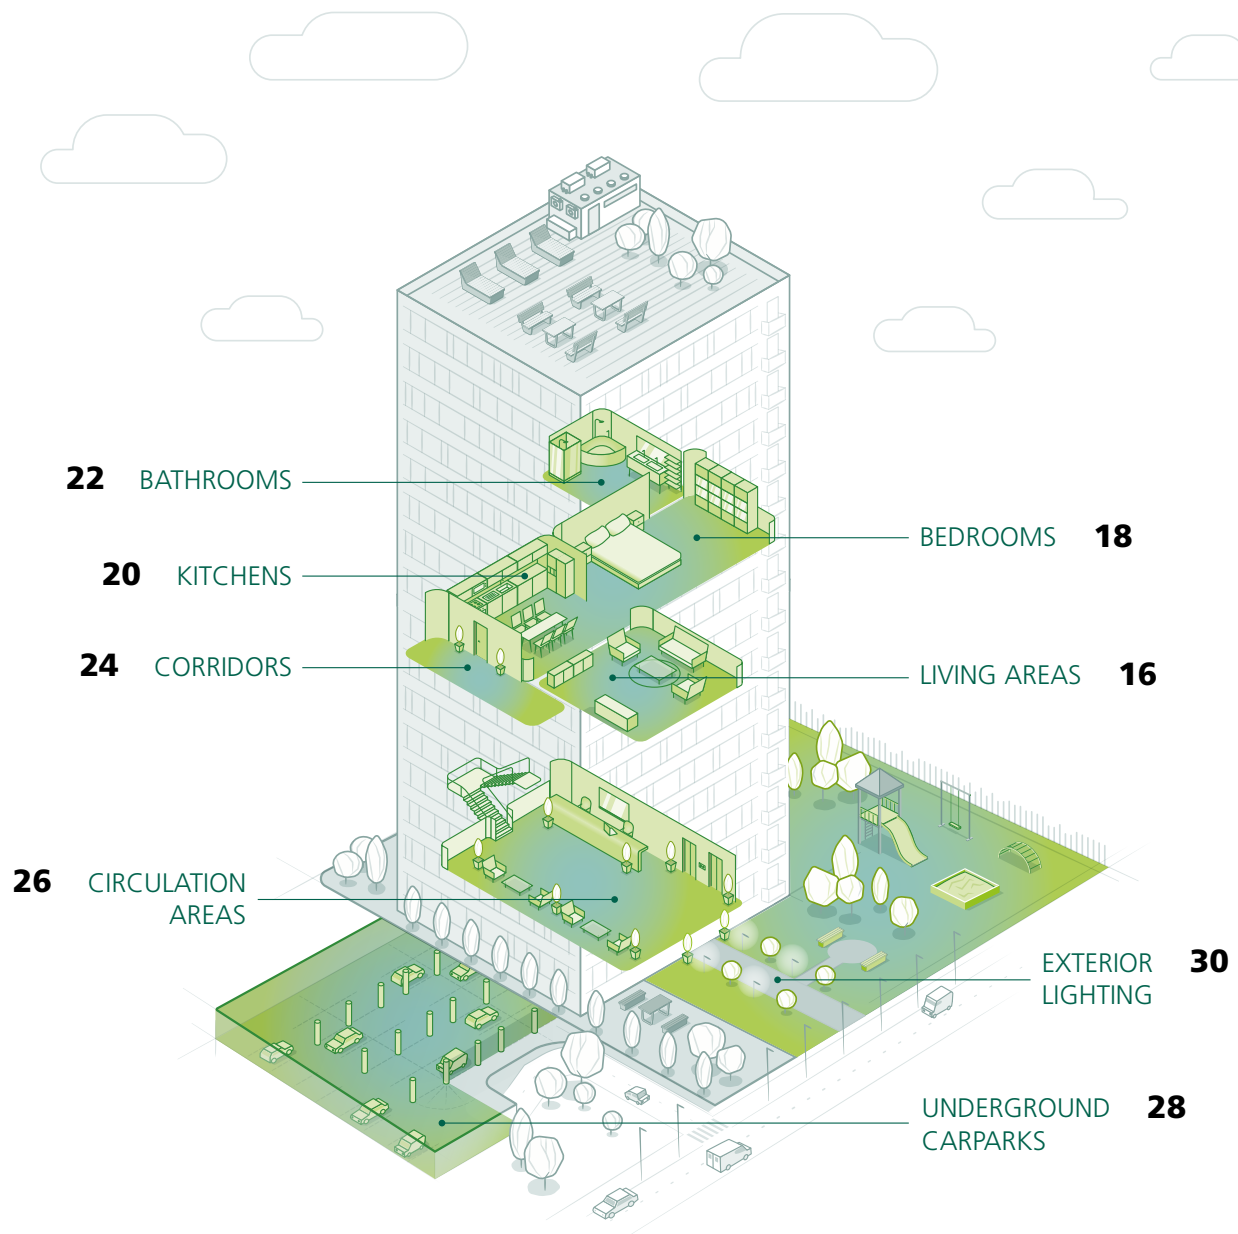 22 BATHROOMS
BEDROOMS 18
20 KITCHENS
24 CORRIDORS
LIVING AREAS 16
26 CIRCULATION
AREAS
EXTERIOR 30
LIGHTING
UNDERGROUND 28
CARPARKS